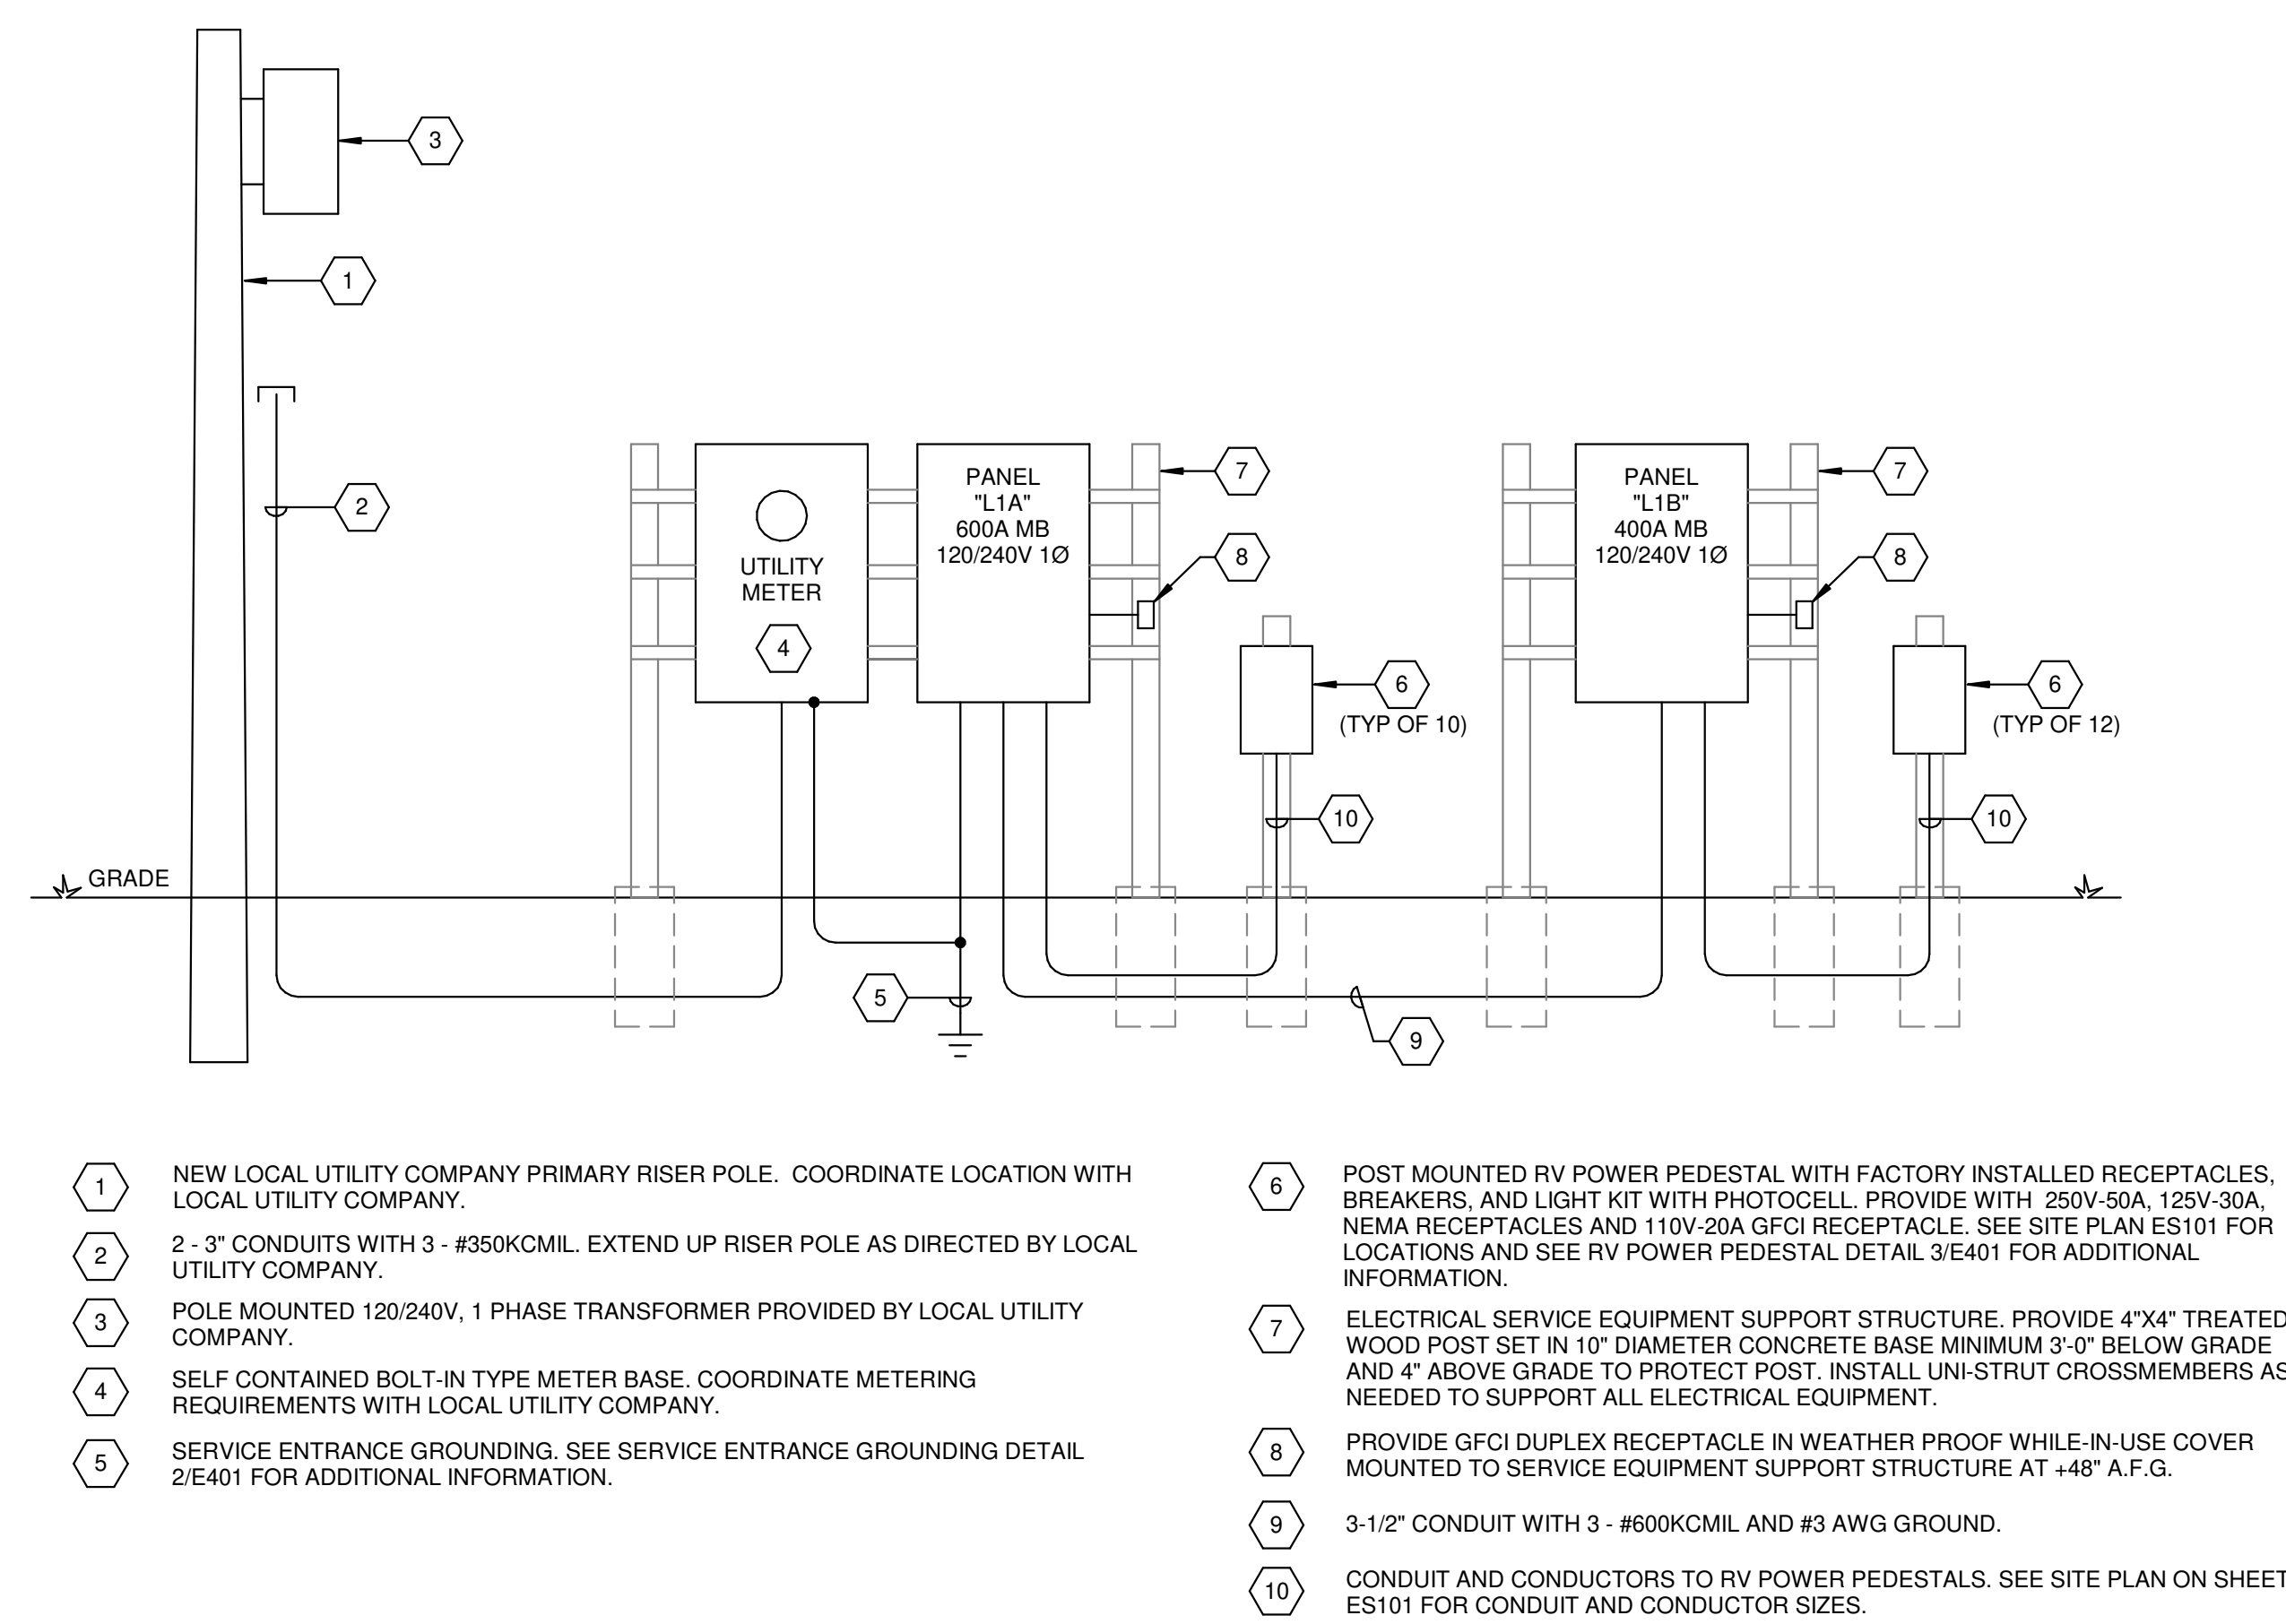 3
1
2
PANEL
"L1A"
600A MB
120/240V 1Ø
7
PANEL
"L1B"
400A MB
120/240V 1Ø
7
UTILITY
METER
8
8
4
6
(TYP OF 10)
6
(TYP OF 12)
10
10
GRADE
5
9
1
NEW LOCAL UTILITY COMPANY PRIMARY RISER POLE. COORDINATE LOCATION WITH
LOCAL UTILITY COMPANY.
2
2 - 3" CONDUITS WITH 3 - #350KCMIL. EXTEND UP RISER POLE AS DIRECTED BY LOCAL
UTILITY COMPANY.
3
POLE MOUNTED 120/240V, 1 PHASE TRANSFORMER PROVIDED BY LOCAL UTILITY
COMPANY.
4
SELF CONTAINED BOLT-IN TYPE METER BASE. COORDINATE METERING
REQUIREMENTS WITH LOCAL UTILITY COMPANY.
5
SERVICE ENTRANCE GROUNDING. SEE SERVICE ENTRANCE GROUNDING DETAIL
2/E401 FOR ADDITIONAL INFORMATION.
6
POST MOUNTED RV POWER PEDESTAL WITH FACTORY INSTALLED RECEPTACLES,
BREAKERS, AND LIGHT KIT WITH PHOTOCELL. PROVIDE WITH 250V-50A, 125V-30A,
NEMA RECEPTACLES AND 110V-20A GFCI RECEPTACLE. SEE SITE PLAN ES101 FOR
LOCATIONS AND SEE RV POWER PEDESTAL DETAIL 3/E401 FOR ADDITIONAL
INFORMATION.
7
ELECTRICAL SERVICE EQUIPMENT SUPPORT STRUCTURE. PROVIDE 4"X4" TREATED
WOOD POST SET IN 10" DIAMETER CONCRETE BASE MINIMUM 3'-0" BELOW GRADE
AND 4" ABOVE GRADE TO PROTECT POST. INSTALL UNI-STRUT CROSSMEMBERS AS
NEEDED TO SUPPORT ALL ELECTRICAL EQUIPMENT.
8
PROVIDE GFCI DUPLEX RECEPTACLE IN WEATHER PROOF WHILE-IN-USE COVER
MOUNTED TO SERVICE EQUIPMENT SUPPORT STRUCTURE AT +48" A.F.G.
9
3-1/2" CONDUIT WITH 3 - #600KCMIL AND #3 AWG GROUND.
10
CONDUIT AND CONDUCTORS TO RV POWER PEDESTALS. SEE SITE PLAN ON SHEET
ES101 FOR CONDUIT AND CONDUCTOR SIZES.